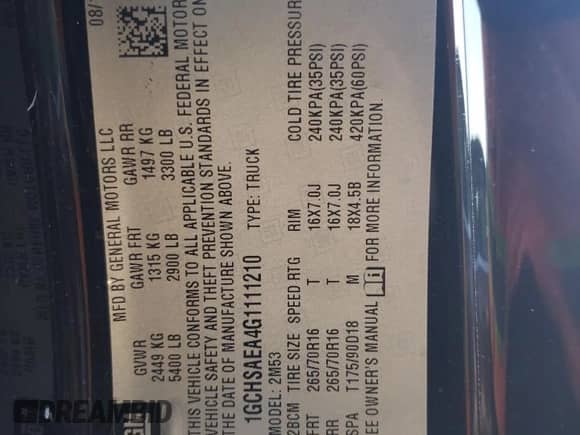 08/
MFD BY GENERAL MOTORS LLC
GVWR GAWR FRT GAWR RR
2449 KG 1315 KG 1497 KG
5400 LB 2900 LB 3300 LB
THIS VEHICLE CONFORMS TO ALL APPLICABLE U.S. FEDERAL MOTOR
VEHICLE SAFETY AND THEFT PREVENTION STANDARDS IN EFFECT ON
THE DATE OF MANUFACTURE SHOWN ABOVE.
1GCHSAEA4G1111210 TYPE: TRUCK
MODEL: 2M53
2BCM TIRE SIZE SPEED RTG RIM COLD TIRE PRESSUR
FRT 265/70R16 T 16X7.0J 240KPA(35PSI)
RR 265/70R16 T 16X7.0J 240KPA(35PSI)
SPA T175/90D18 M 18X4.5B 420KPA(60PSI)
EE OWNER'S MANUAL FOR MORE INFORMATION.
DREAMBID